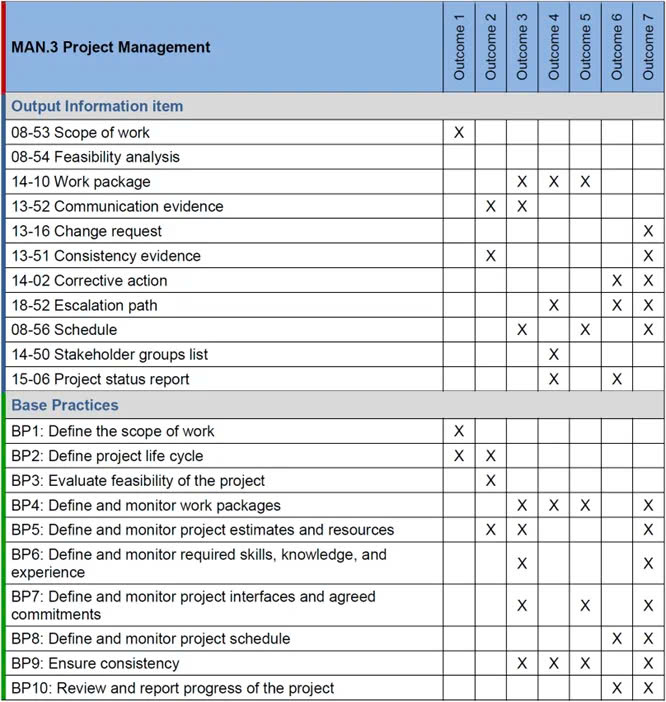 MAN.3 Project Management Outcome 1 Outcome 2 Outcome 3 Outcome 4 Outcome 5 Outcome 6 Outcome 7
Output Information item
08-53 Scope of work X
08-54 Feasibility analysis
14-10 Work package X X X
13-52 Communication evidence X X
13-16 Change request X
13-51 Consistency evidence X X
14-02 Corrective action X X
18-52 Escalation path X X X
08-56 Schedule X X X
14-50 Stakeholder groups list X
15-06 Project status report X X
Base Practices
BP1: Define the scope of work X
BP2: Define project life cycle X X
BP3: Evaluate feasibility of the project X
BP4: Define and monitor work packages X X X X
BP5: Define and monitor project estimates and resources X X X
BP6: Define and monitor required skills, knowledge, and
experience X X
BP7: Define and monitor project interfaces and agreed
commitments X X X
BP8: Define and monitor project schedule X X
BP9: Ensure consistency X X X X
BP10: Review and report progress of the project X X